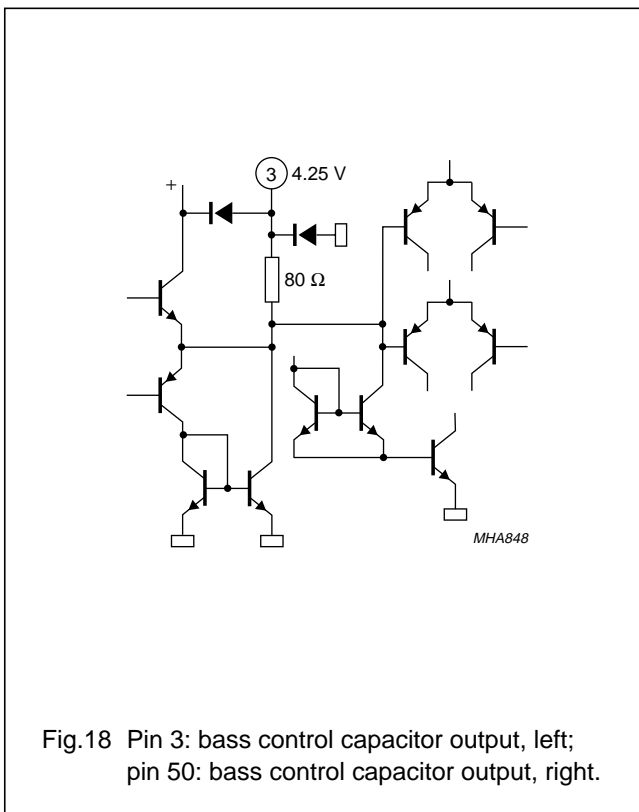 +
3 4.25 V
80 Ω
MHA848
Fig.18 Pin 3: bass control capacitor output, left;
pin 50: bass control capacitor output, right.